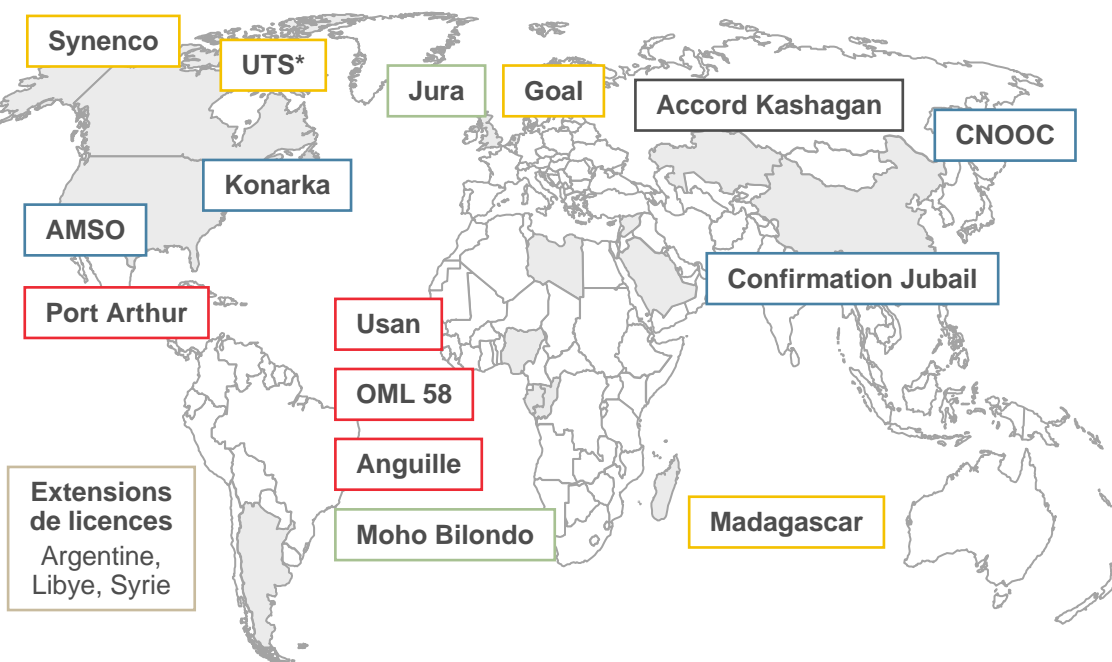 Synenco
UTS*
Jura
Goal
Accord Kashagan
CNOOC
Konarka
AMSO
Confirmation Jubail
Port Arthur
Usan
OML 58
Anguille
Extensions
de licences
Argentine,
Libye, Syrie
Moho Bilondo
Madagascar